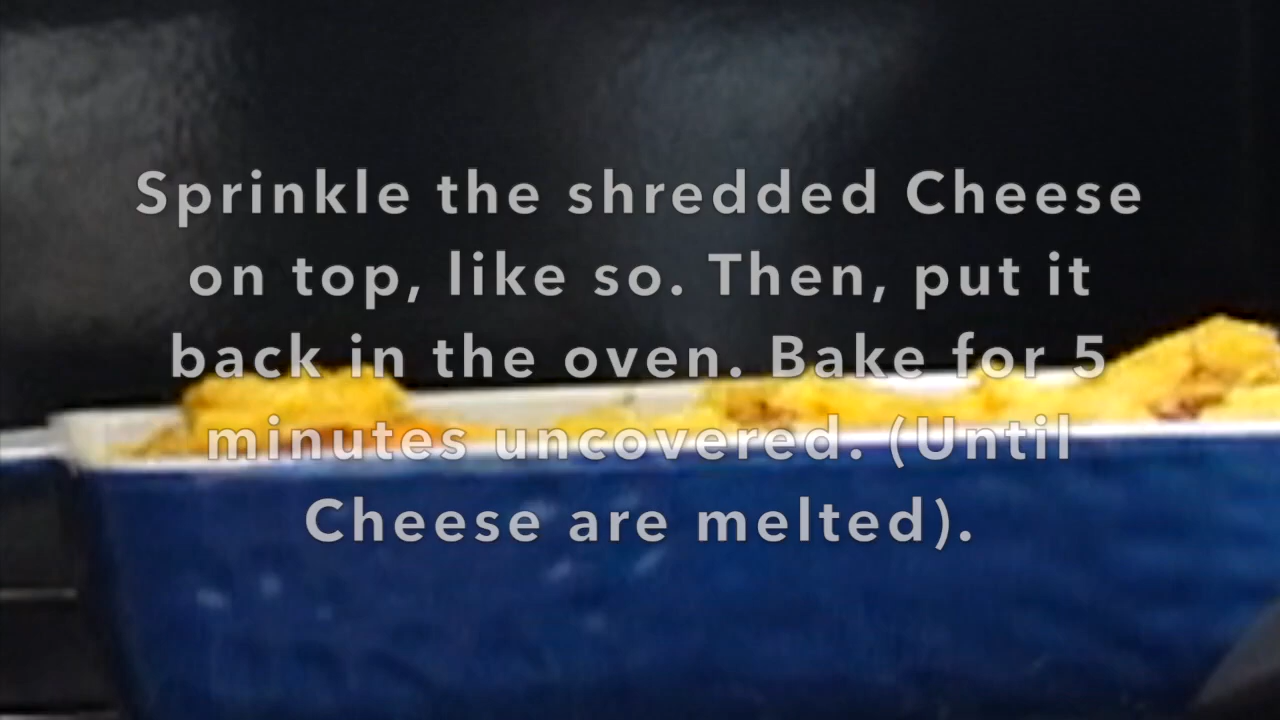 Sprinkle the shredded Cheese
on top, like so. Then, put it
back in the oven. Bake for 5
minutes uncovered. (Until
Cheese are melted).